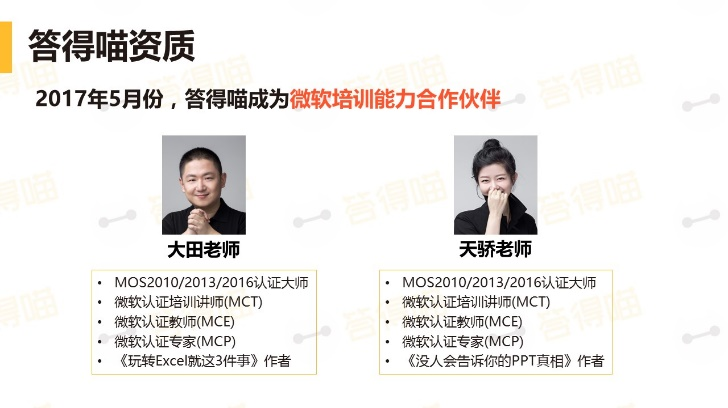 答得喵资质
2017年5月份，答得喵成为微软培训能力合作伙伴
大田老师
• MOS2010/2013/2016认证大师
• 微软认证培训讲师(MCT)
• 微软认证教师(MCE)
• 微软认证专家(MCP)
• 《玩转Excel就这3件事》作者
天骄老师
• MOS2010/2013/2016认证大师
• 微软认证培训讲师(MCT)
• 微软认证教师(MCE)
• 微软认证专家(MCP)
• 《没人会告诉你的PPT真相》作者